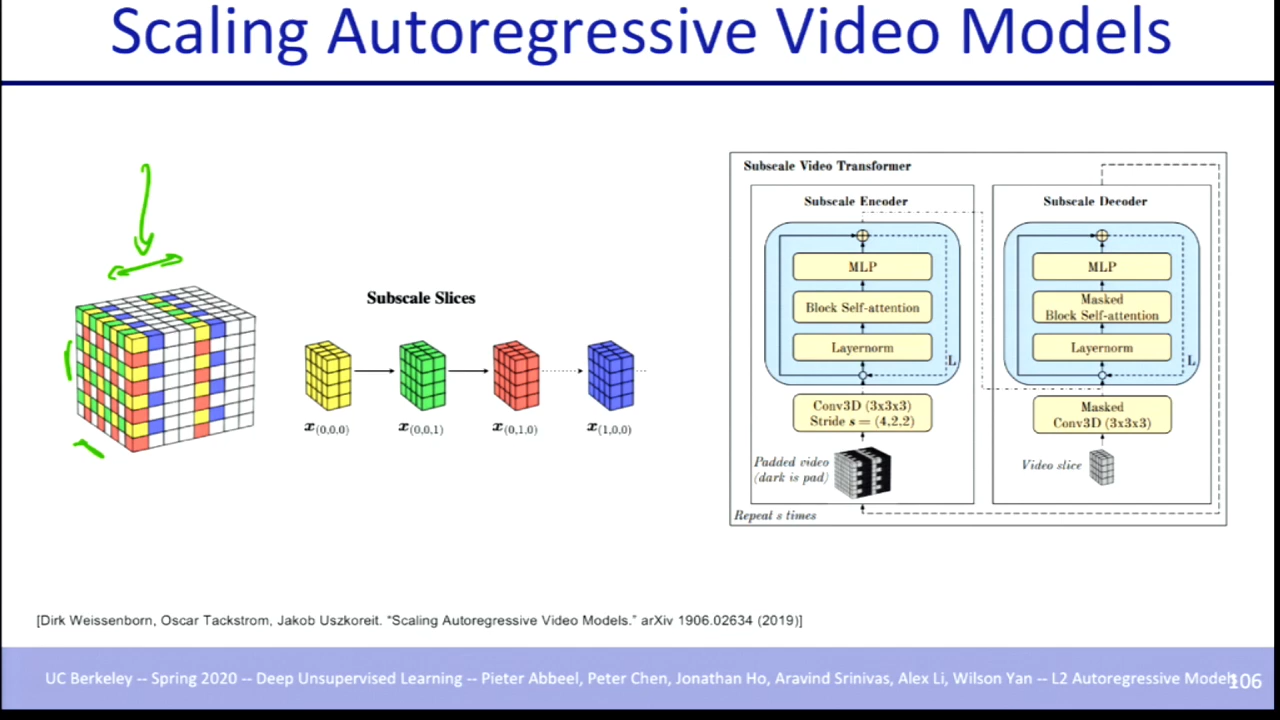 Scaling Autoregressive Video Models
Subscale Slices
x(0,0,0)
x(0,0,1)
x(0,1,0)
x(1,0,0)
Subscale Video Transformer
Subscale Encoder
MLP
Block Self-attention
Layernorm
L
Conv3D (3x3x3)
Stride s = (4,2,2)
Padded video
(dark is pad)
Repeat s times
Subscale Decoder
MLP
Masked
Block Self-attention
Layernorm
L
Masked
Conv3D (3x3x3)
Video slice
[Dirk Weissenborn, Oscar Tackstrom, Jakob Uszkoreit. "Scaling Autoregressive Video Models." arXiv 1906.02634 (2019)]
UC Berkeley -- Spring 2020 -- Deep Unsupervised Learning -- Pieter Abbeel, Peter Chen, Jonathan Ho, Aravind Srinivas, Alex Li, Wilson Yan -- L2 Autoregressive Models
106